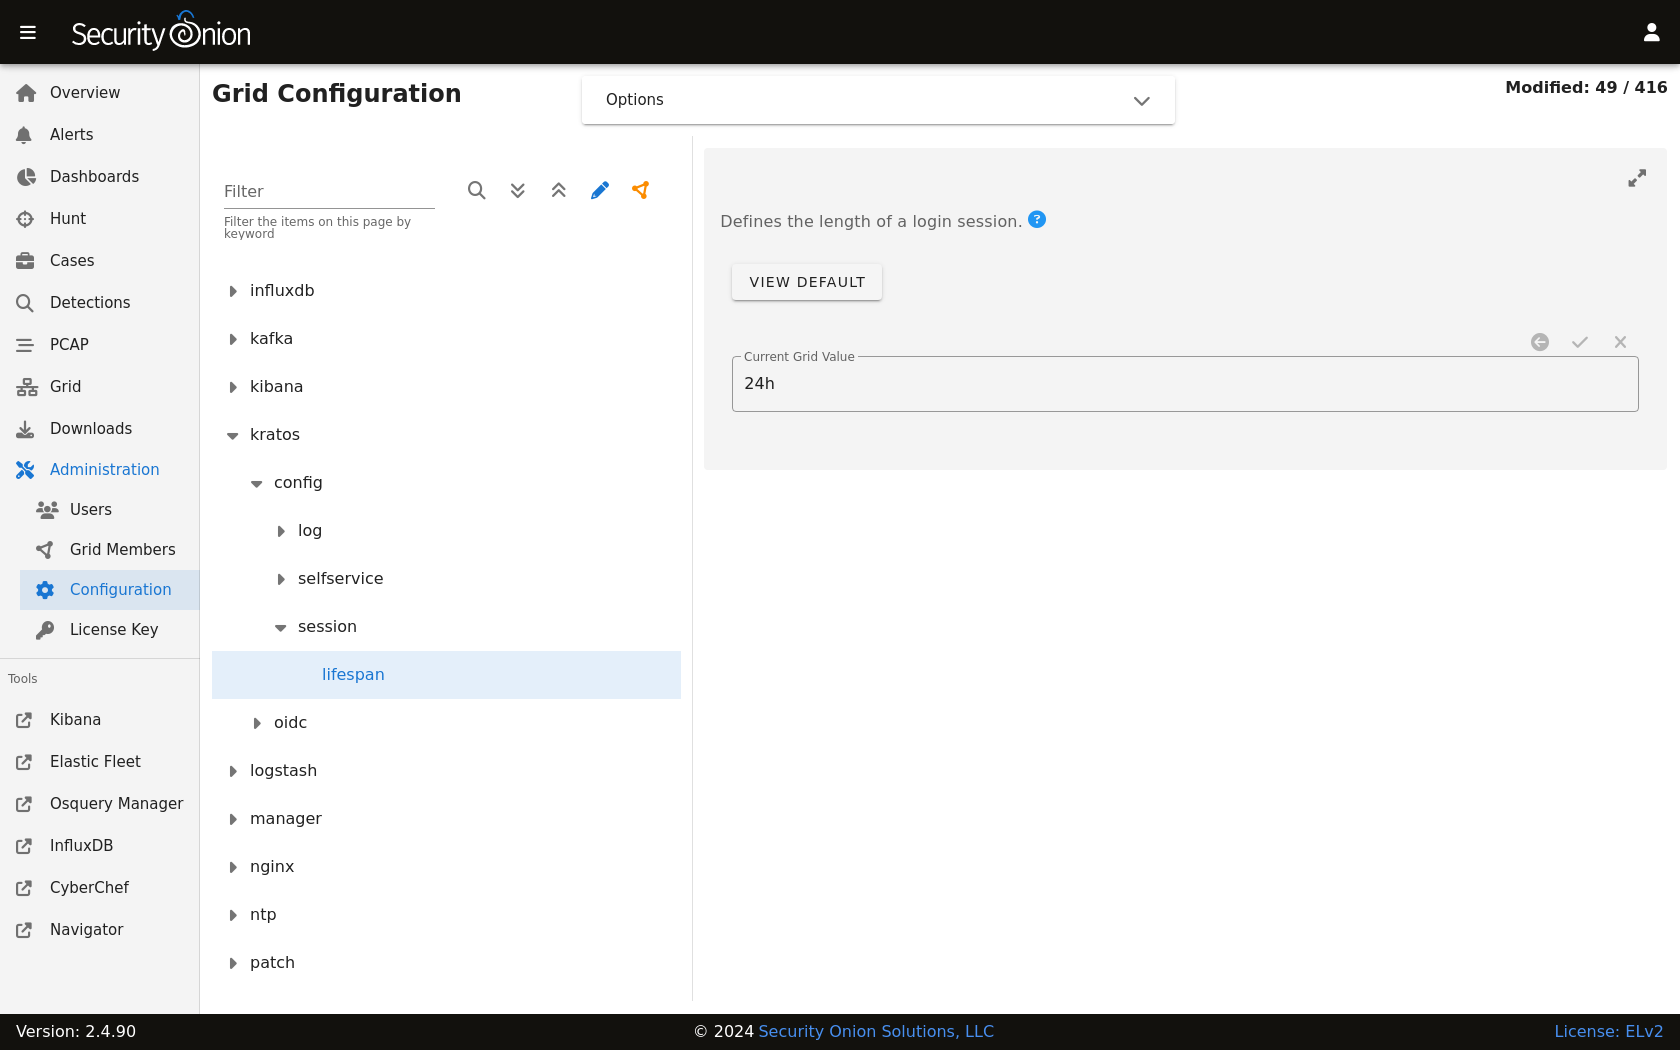 Security Onion
Overview
Alerts
Dashboards
Hunt
Cases
Detections
PCAP
Grid
Downloads
Administration
Users
Grid Members
Configuration
License Key
Tools
Kibana
Elastic Fleet
Osquery Manager
InfluxDB
CyberChef
Navigator
Grid Configuration
Options
Modified: 49 / 416
Filter
Filter the items on this page by
keyword
influxdb
kafka
kibana
kratos
config
log
selfservice
session
lifespan
oidc
logstash
manager
nginx
ntp
patch
Defines the length of a login session. ?
VIEW DEFAULT
Current Grid Value
24h
Version: 2.4.90
© 2024 Security Onion Solutions, LLC
License: ELv2